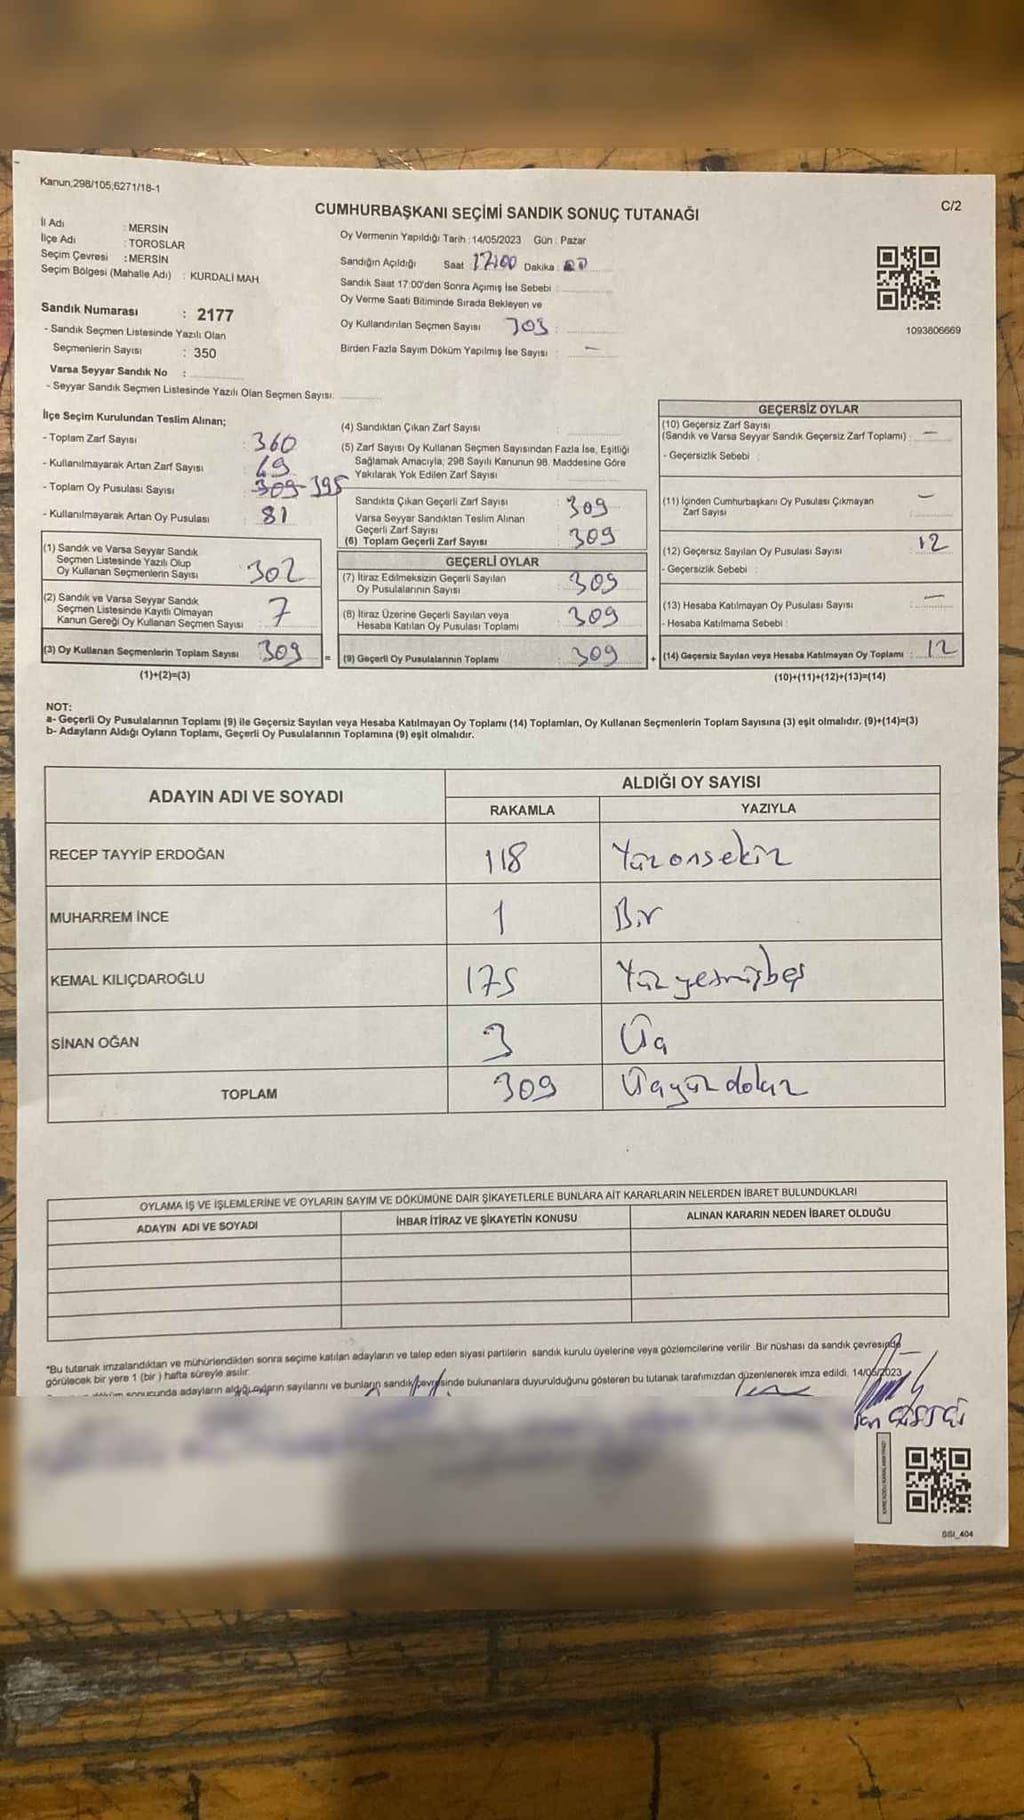 Kanun,298/105,6271/18-1
C/2
CUMHURBAŞKANI SEÇİMİ SANDIK SONUÇ TUTANAĞI
İl Adı : MERSİN
İlçe Adı : TOROSLAR
Seçim Çevresi : MERSİN
Seçim Bölgesi (Mahalle Adı) : KURDALİ MAH
Sandık Numarası : 2177
- Sandık Seçmen Listesinde Yazılı Olan
Seçmenlerin Sayısı : 350
Varsa Seyyar Sandık No :
- Seyyar Sandık Seçmen Listesinde Yazılı Olan Seçmen Sayısı:
Oy Vermenin Yapıldığı Tarih : 14/05/2023 Gün : Pazar
Sandığın Açıldığı Saat 17:00 Dakika :
Sandık Saat 17:00'den Sonra Açımış İse Sebebi :
Oy Verme Saati Bitiminde Sırada Bekleyen ve
Oy Kullandırılan Seçmen Sayısı :
Birden Fazla Sayım Döküm Yapılmış İse Sayısı : —
1093806669
İlçe Seçim Kurulundan Teslim Alınan;
- Toplam Zarf Sayısı : 360
- Kullanılmayarak Artan Zarf Sayısı :
- Toplam Oy Pusulası Sayısı : 309-395
- Kullanılmayarak Artan Oy Pusulası : 81
(1) Sandık ve Varsa Seyyar Sandık
Seçmen Listesinde Yazılı Olup
Oy Kullanan Seçmenlerin Sayısı : 302
(2) Sandık ve Varsa Seyyar Sandık
Seçmen Listesinde Kayıtlı Olmayan
Kanun Gereği Oy Kullanan Seçmen Sayısı : 7
(3) Oy Kullanan Seçmenlerin Toplam Sayısı : 309 =
(1)+(2)=(3)
(4) Sandıktan Çıkan Zarf Sayısı :
(5) Zarf Sayısı Oy Kullanan Seçmen Sayısından Fazla İse, Eşitliği
Sağlamak Amacıyla, 298 Sayılı Kanunun 98. Maddesine Göre
Yakılarak Yok Edilen Zarf Sayısı :
Sandıkta Çıkan Geçerli Zarf Sayısı : 309
Varsa Seyyar Sandıktan Teslim Alınan
Geçerli Zarf Sayısı :
(6) Toplam Geçerli Zarf Sayısı : 309
GEÇERLİ OYLAR
(7) İtiraz Edilmeksizin Geçerli Sayılan
Oy Pusulalarının Sayısı : 309
(8) İtiraz Üzerine Geçerli Sayılan veya
Hesaba Katılan Oy Pusulası Toplamı : 309
(9) Geçerli Oy Pusulalarının Toplamı : 309 +
GEÇERSİZ OYLAR
(10) Geçersiz Zarf Sayısı
(Sandık ve Varsa Seyyar Sandık Geçersiz Zarf Toplamı) : —
- Geçersizlik Sebebi :
(11) İçinden Cumhurbaşkanı Oy Pusulası Çıkmayan
Zarf Sayısı : —
(12) Geçersiz Sayılan Oy Pusulası Sayısı : 12
- Geçersizlik Sebebi :
(13) Hesaba Katılmayan Oy Pusulası Sayısı : —
- Hesaba Katılmama Sebebi :
(14) Geçersiz Sayılan veya Hesaba Katılmayan Oy Toplamı : 12
(10)+(11)+(12)+(13)=(14)
NOT:
a- Geçerli Oy Pusulalarının Toplamı (9) ile Geçersiz Sayılan veya Hesaba Katılmayan Oy Toplamı (14) Toplamları, Oy Kullanan Seçmenlerin Toplam Sayısına (3) eşit olmalıdır. (9)+(14)=(3)
b- Adayların Aldığı Oyların Toplamı, Geçerli Oy Pusulalarının Toplamına (9) eşit olmalıdır.
ADAYIN ADI VE SOYADI ALDIĞI OY SAYISI
RAKAMLA YAZIYLA
RECEP TAYYİP ERDOĞAN 118 Yüzonsekiz
MUHARREM İNCE 1 Bir
KEMAL KILIÇDAROĞLU 175 Yüzyetmişbeş
SİNAN OĞAN 3 Üç
TOPLAM 309 Üçyüzdokuz
OYLAMA İŞ VE İŞLEMLERİNE VE OYLARIN SAYIM VE DÖKÜMÜNE DAİR ŞİKAYETLERLE BUNLARA AİT KARARLARIN NELERDEN İBARET BULUNDUKLARI
ADAYIN ADI VE SOYADI İHBAR İTİRAZ VE ŞİKAYETİN KONUSU ALINAN KARARIN NEDEN İBARET OLDUĞU
*Bu tutanak imzalandıktan ve mühürlendikten sonra seçime katılan adayların ve talep eden siyasi partilerin sandık kurulu üyelerine veya gözlemcilerine verilir. Bir nüshası da sandık çevresinde
görülecek bir yere 1 (bir) hafta süreyle asılır.
sonucunda adayların aldığı oyların sayılarını ve bunların sandık çevresinde bulunanlara duyurulduğunu gösteren bu tutanak tarafımızdan düzenlenerek imza edildi. 14/05/2023
SSI_404